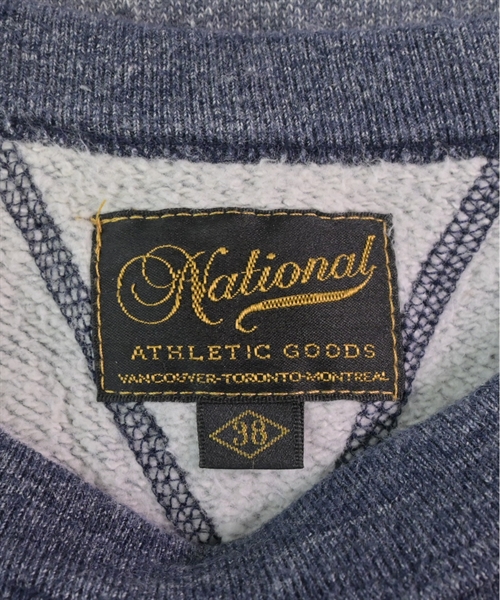 National
ATHLETIC GOODS
VANCOUVER-TORONTO-MONTREAL
38